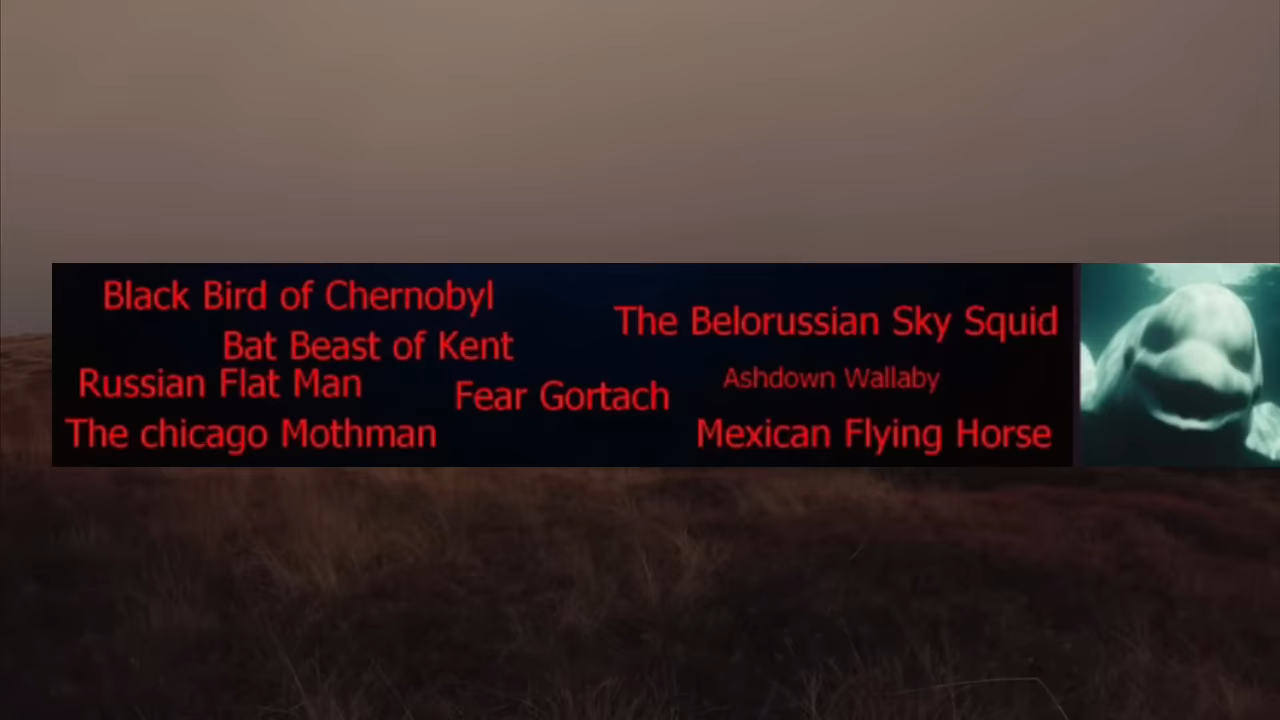 Black Bird of Chernobyl
The Belorussian Sky Squid
Bat Beast of Kent
Russian Flat Man
Ashdown Wallaby
Fear Gortach
The chicago Mothman
Mexican Flying Horse